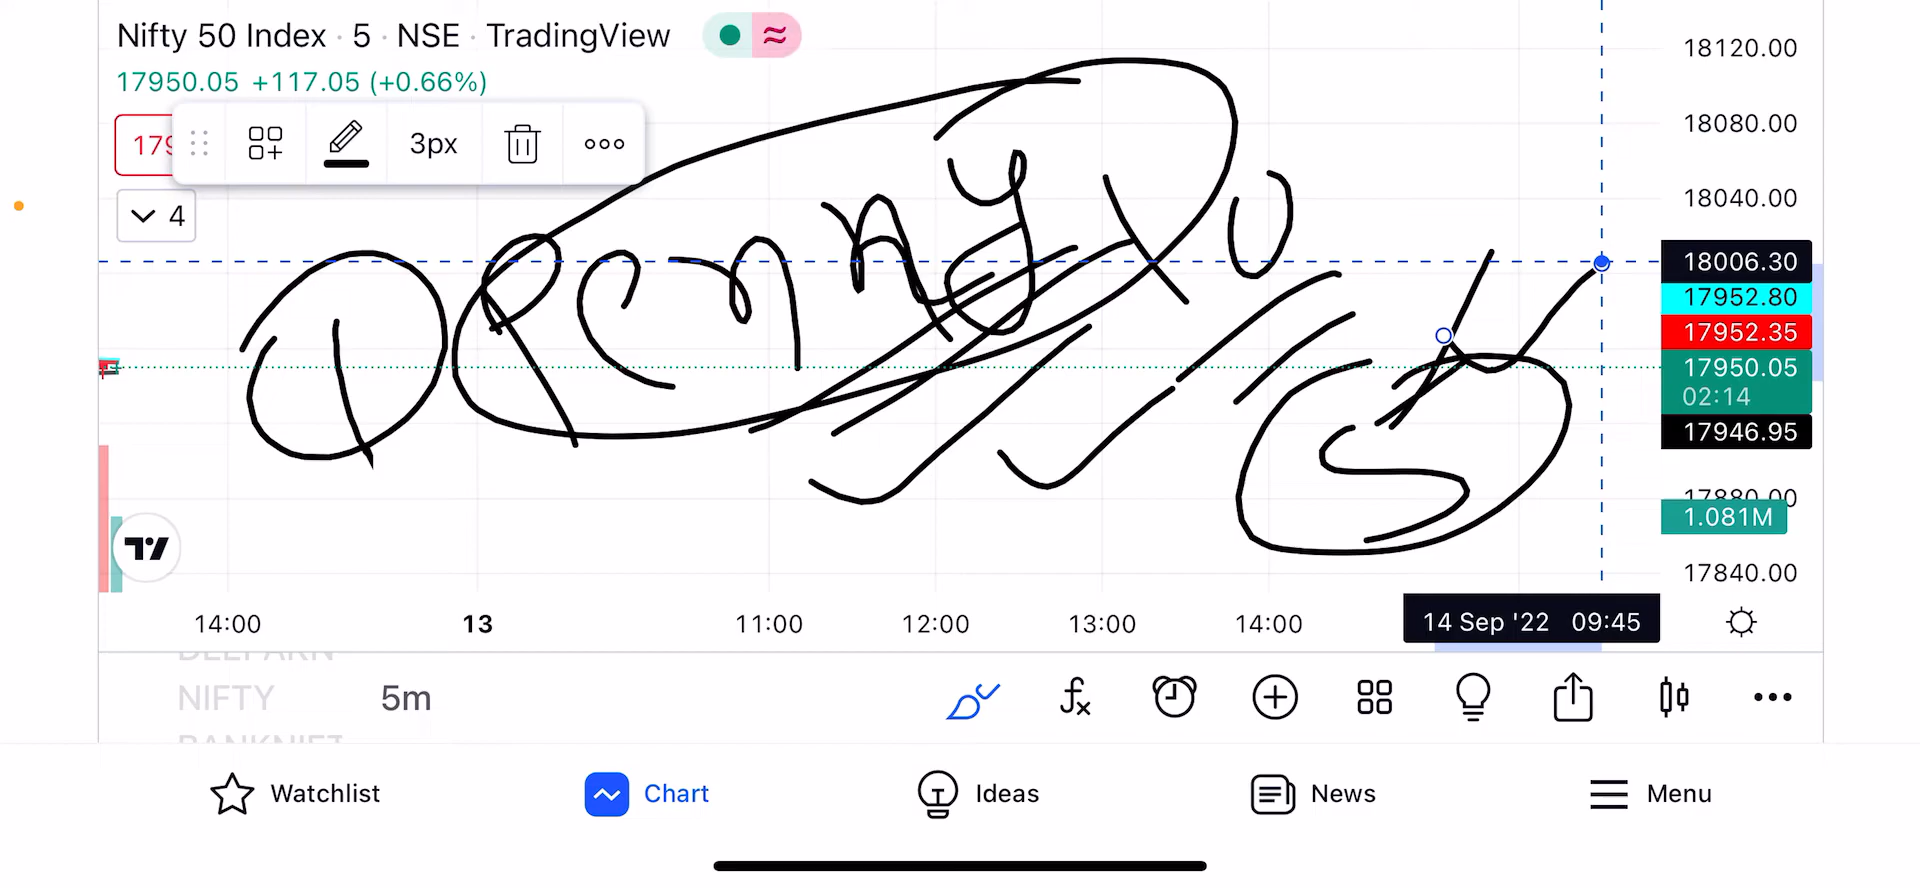 Nifty 50 Index · 5 · NSE · TradingView
18120.00
17950.05 +117.05 (+0.66%)
18080.00
179
3px
18040.00
4
18006.30
17952.80
17952.35
17950.05
02:14
17946.95
17880.00
1.081M
17840.00
14:00 13 11:00 12:00 13:00 14:00 14 Sep '22 09:45
NIFTY 5m
Watchlist Chart Ideas News Menu